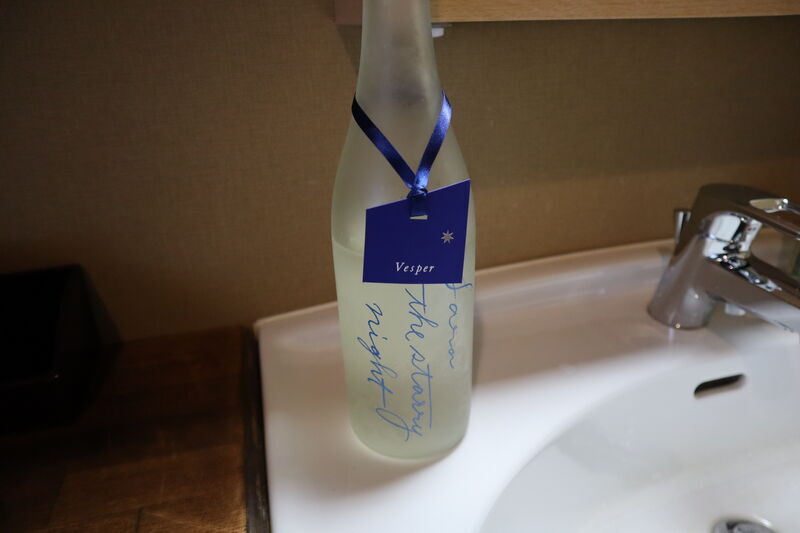 Vesper
the starry
night